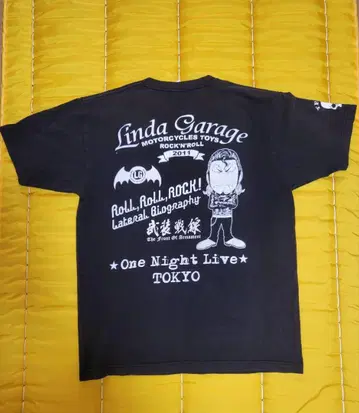 Linda Garage
MOTORCYCLES TOYS
ROCK'N'ROLL
2011
LG
RoLL, RoLL, ROCK!
Lateral Biography
武装戦線
The Front Of Armament
★ One Night Live ★
TOKYO